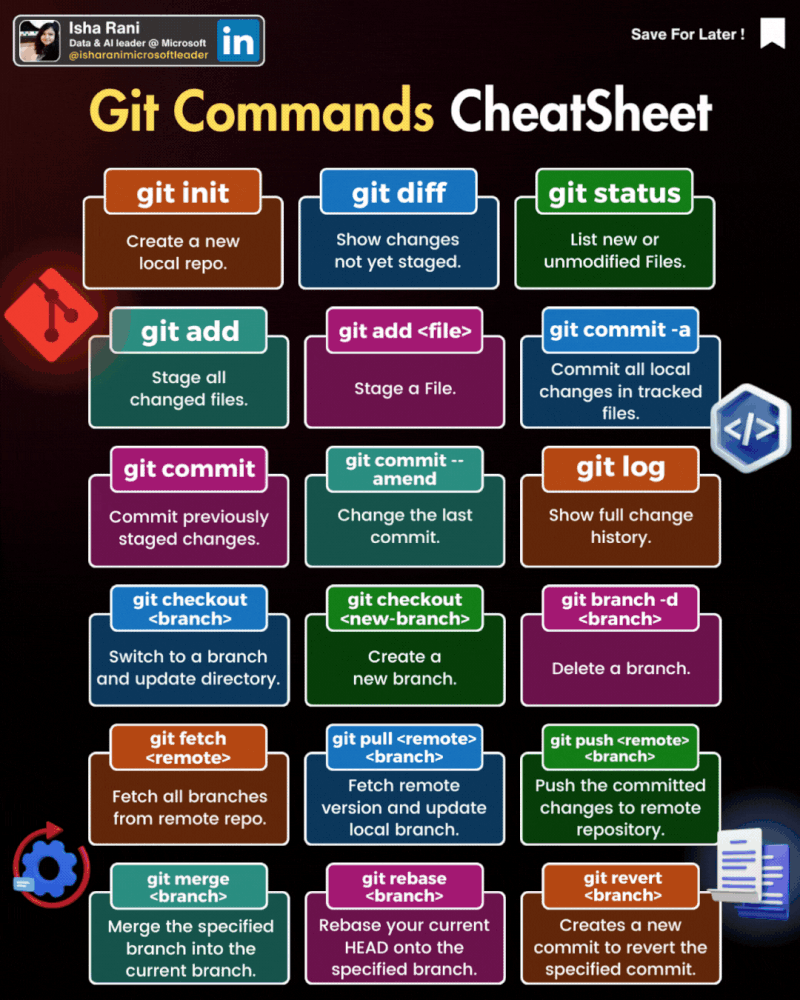 Isha Rani
Data & AI leader @ Microsoft
@isharanimicrosoftleader
in
Save For Later !
Git Commands CheatSheet
git init
Create a new
local repo.
git diff
Show changes
not yet staged.
git status
List new or
unmodified Files.
git add
Stage all
changed files.
git add <file>
Stage a File.
git commit -a
Commit all local
changes in tracked
files.
</>
git commit
Commit previously
staged changes.
git commit --
amend
Change the last
commit.
git log
Show full change
history.
git checkout
<branch>
Switch to a branch
and update directory.
git checkout
<new-branch>
Create a
new branch.
git branch -d
<branch>
Delete a branch.
git fetch
<remote>
Fetch all branches
from remote repo.
git pull <remote>
<branch>
Fetch remote
version and update
local branch.
git push <remote>
<branch>
Push the committed
changes to remote
repository.
git merge
<branch>
Merge the specified
branch into the
current branch.
git rebase
<branch>
Rebase your current
HEAD onto the
specified branch.
git revert
<branch>
Creates a new
commit to revert the
specified commit.